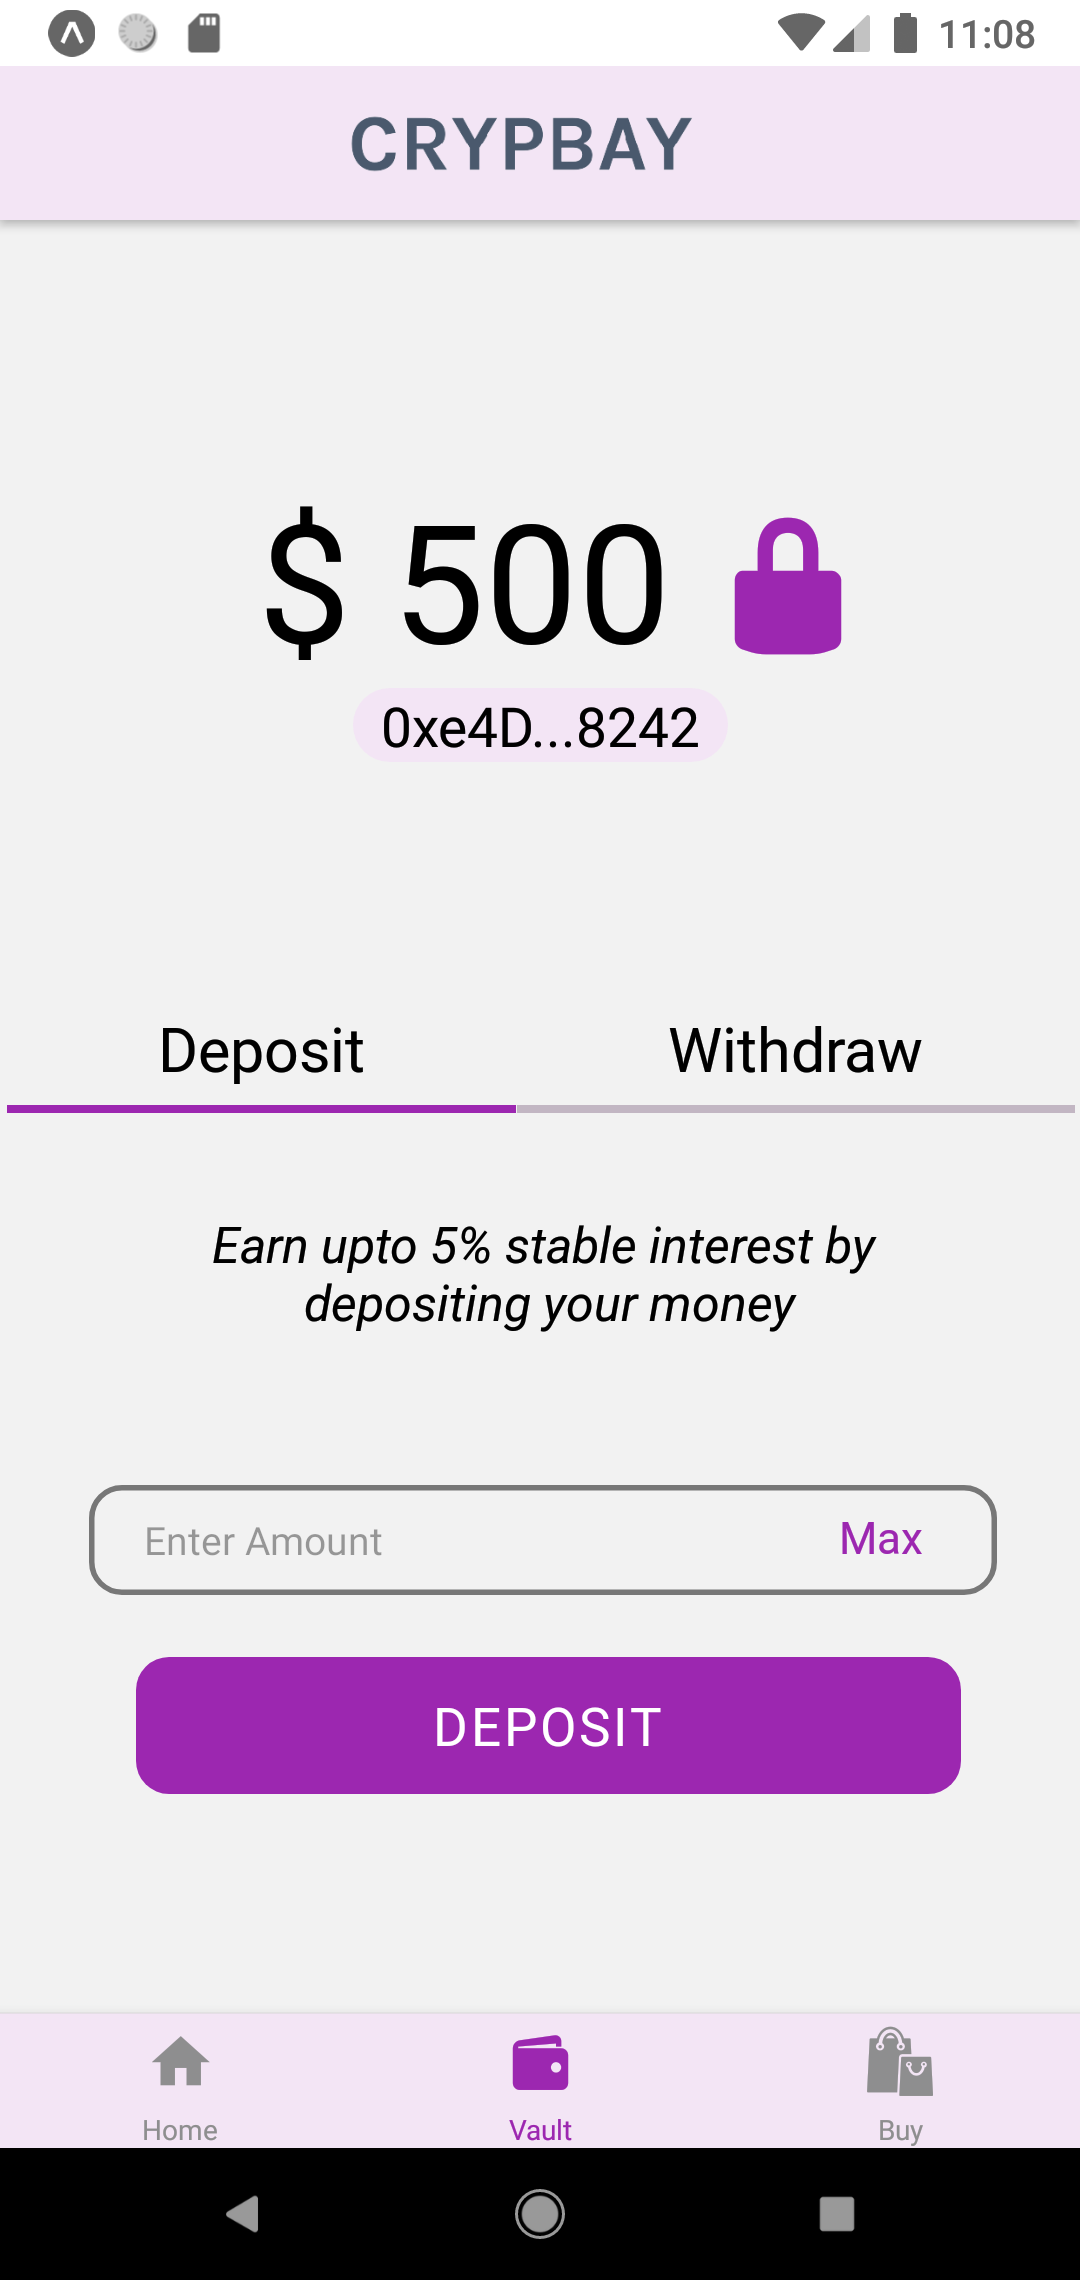 11:08
CRYPBAY
$ 500
0xe4D...8242
Deposit
Withdraw
Earn upto 5% stable interest by
depositing your money
Enter Amount
Max
DEPOSIT
Home
Vault
Buy